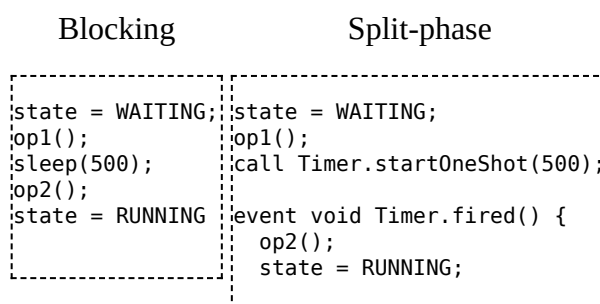 Blocking
Split-phase
state = WAITING;
op1();
sleep(500);
op2();
state = RUNNING
state = WAITING;
op1();
call Timer.startOneShot(500);
event void Timer.fired() {
op2();
state = RUNNING;